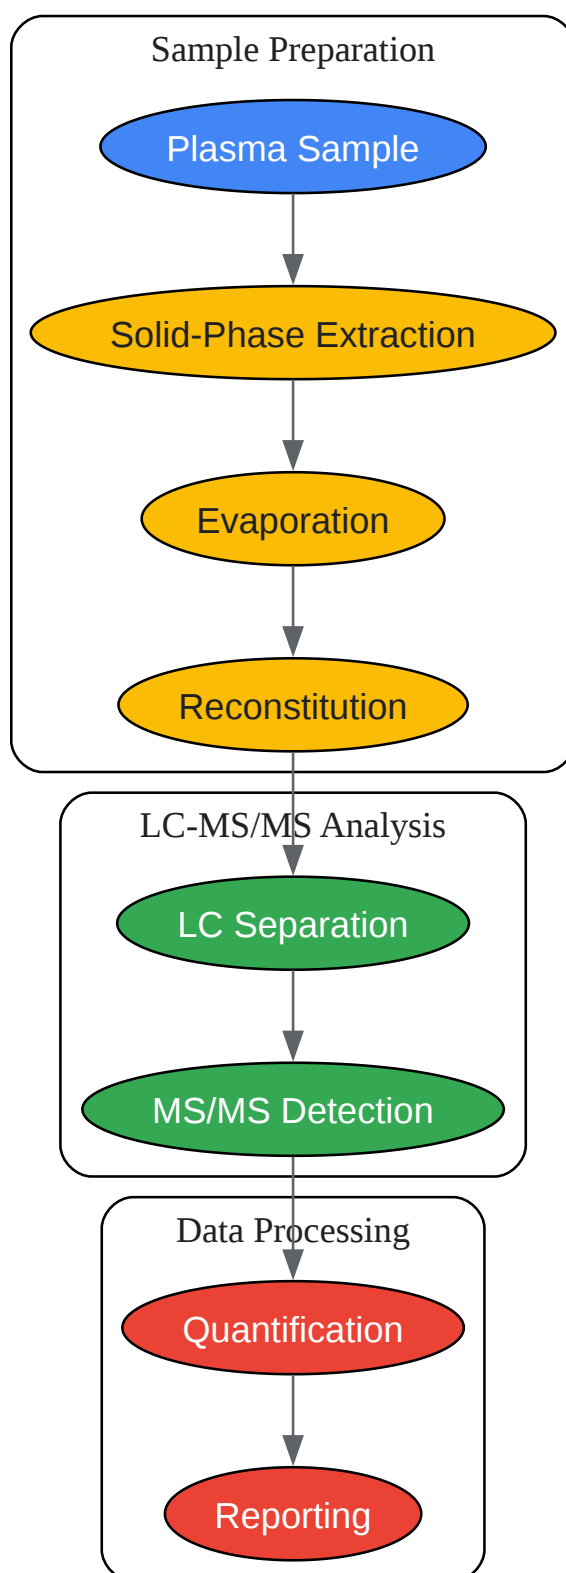 Sample Preparation
Plasma Sample
Solid-Phase Extraction
Evaporation
Reconstitution
LC-MS/MS Analysis
LC Separation
MS/MS Detection
Data Processing
Quantification
Reporting